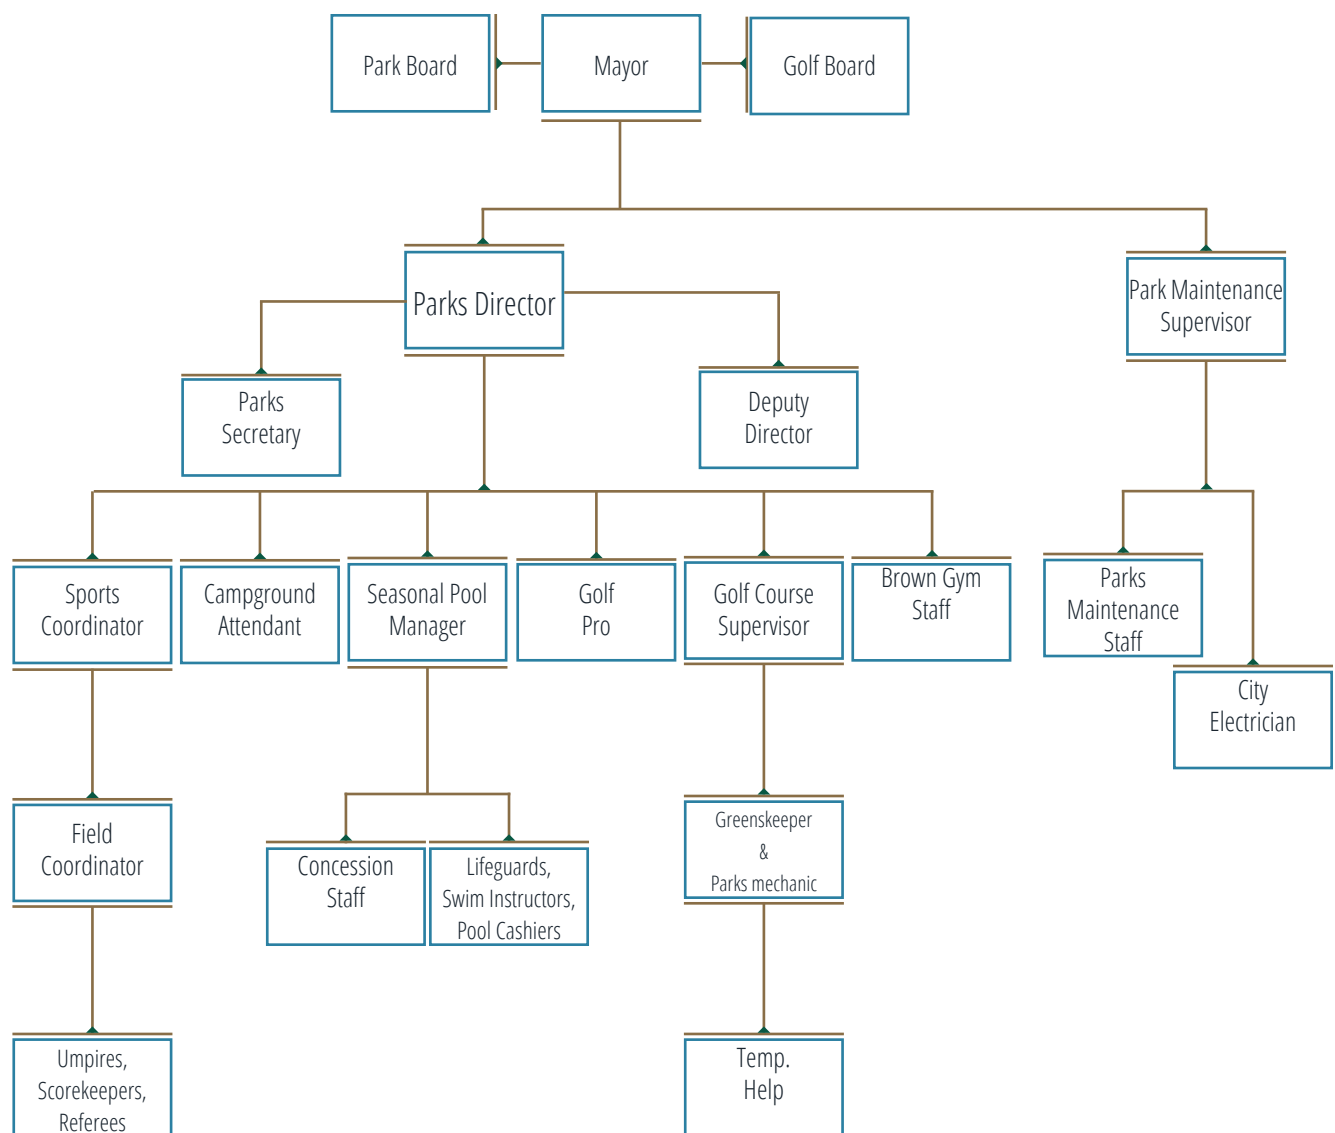 Park Board
Mayor
Golf Board
Parks Director
Park Maintenance
Supervisor
Parks
Secretary
Deputy
Director
Sports
Coordinator
Campground
Attendant
Seasonal Pool
Manager
Golf
Pro
Golf Course
Supervisor
Brown Gym
Staff
Parks
Maintenance
Staff
City
Electrician
Field
Coordinator
Concession
Staff
Lifeguards,
Swim Instructors,
Pool Cashiers
Greenskeeper
&
Parks mechanic
Umpires,
Scorekeepers,
Referees
Temp.
Help